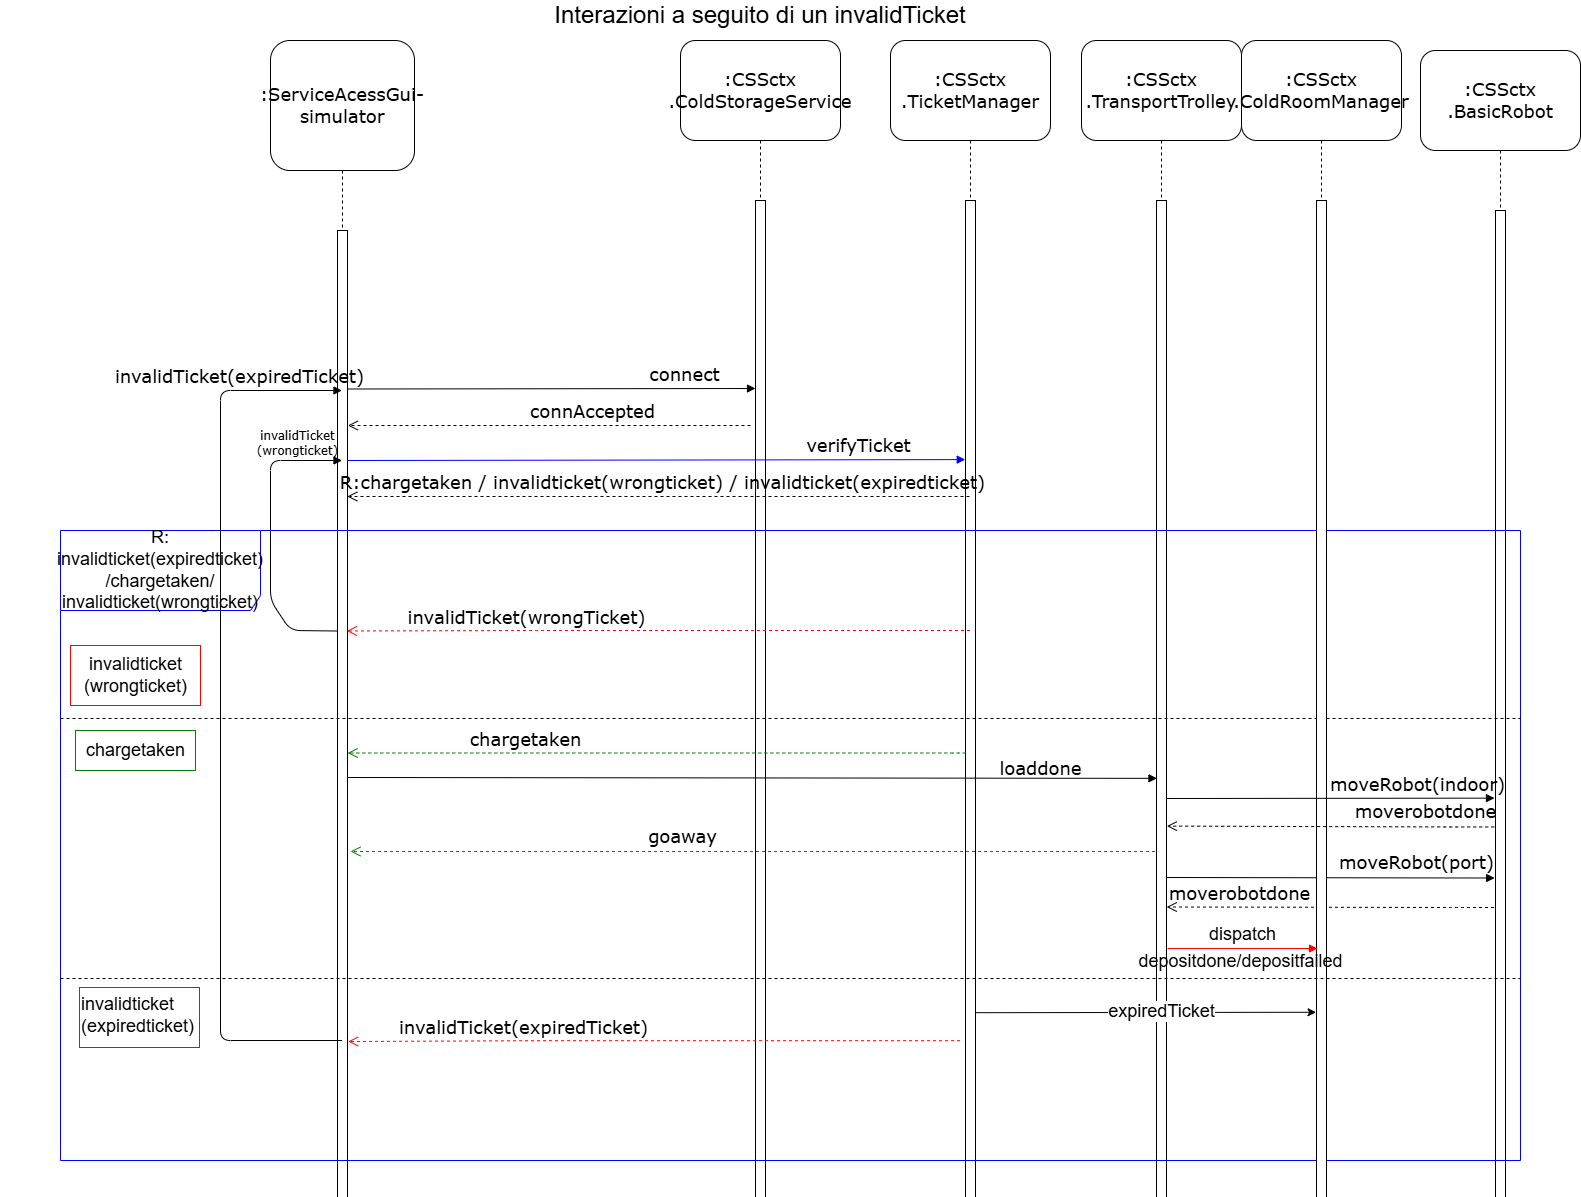 Interazioni a seguito di un invalidTicket
:ServiceAcessGui-
simulator
:CSSctx
.ColdStorageService
:CSSctx
.TicketManager
:CSSctx
.TransportTrolley
:CSSctx
.ColdRoomManager
:CSSctx
.BasicRobot
invalidTicket(expiredTicket)
connect
connAccepted
invalidTicket
(wrongticket)
verifyTicket
R:chargetaken / invalidticket(wrongticket) / invalidticket(expiredticket)
R:
invalidticket(expiredticket)
/chargetaken/
invalidticket(wrongticket)
invalidTicket(wrongTicket)
invalidticket
(wrongticket)
chargetaken
chargetaken
loaddone
moveRobot(indoor)
moverobotdone
goaway
moveRobot(port)
moverobotdone
dispatch
depositdone/depositfailed
invalidticket
(expiredticket)
expiredTicket
invalidTicket(expiredTicket)